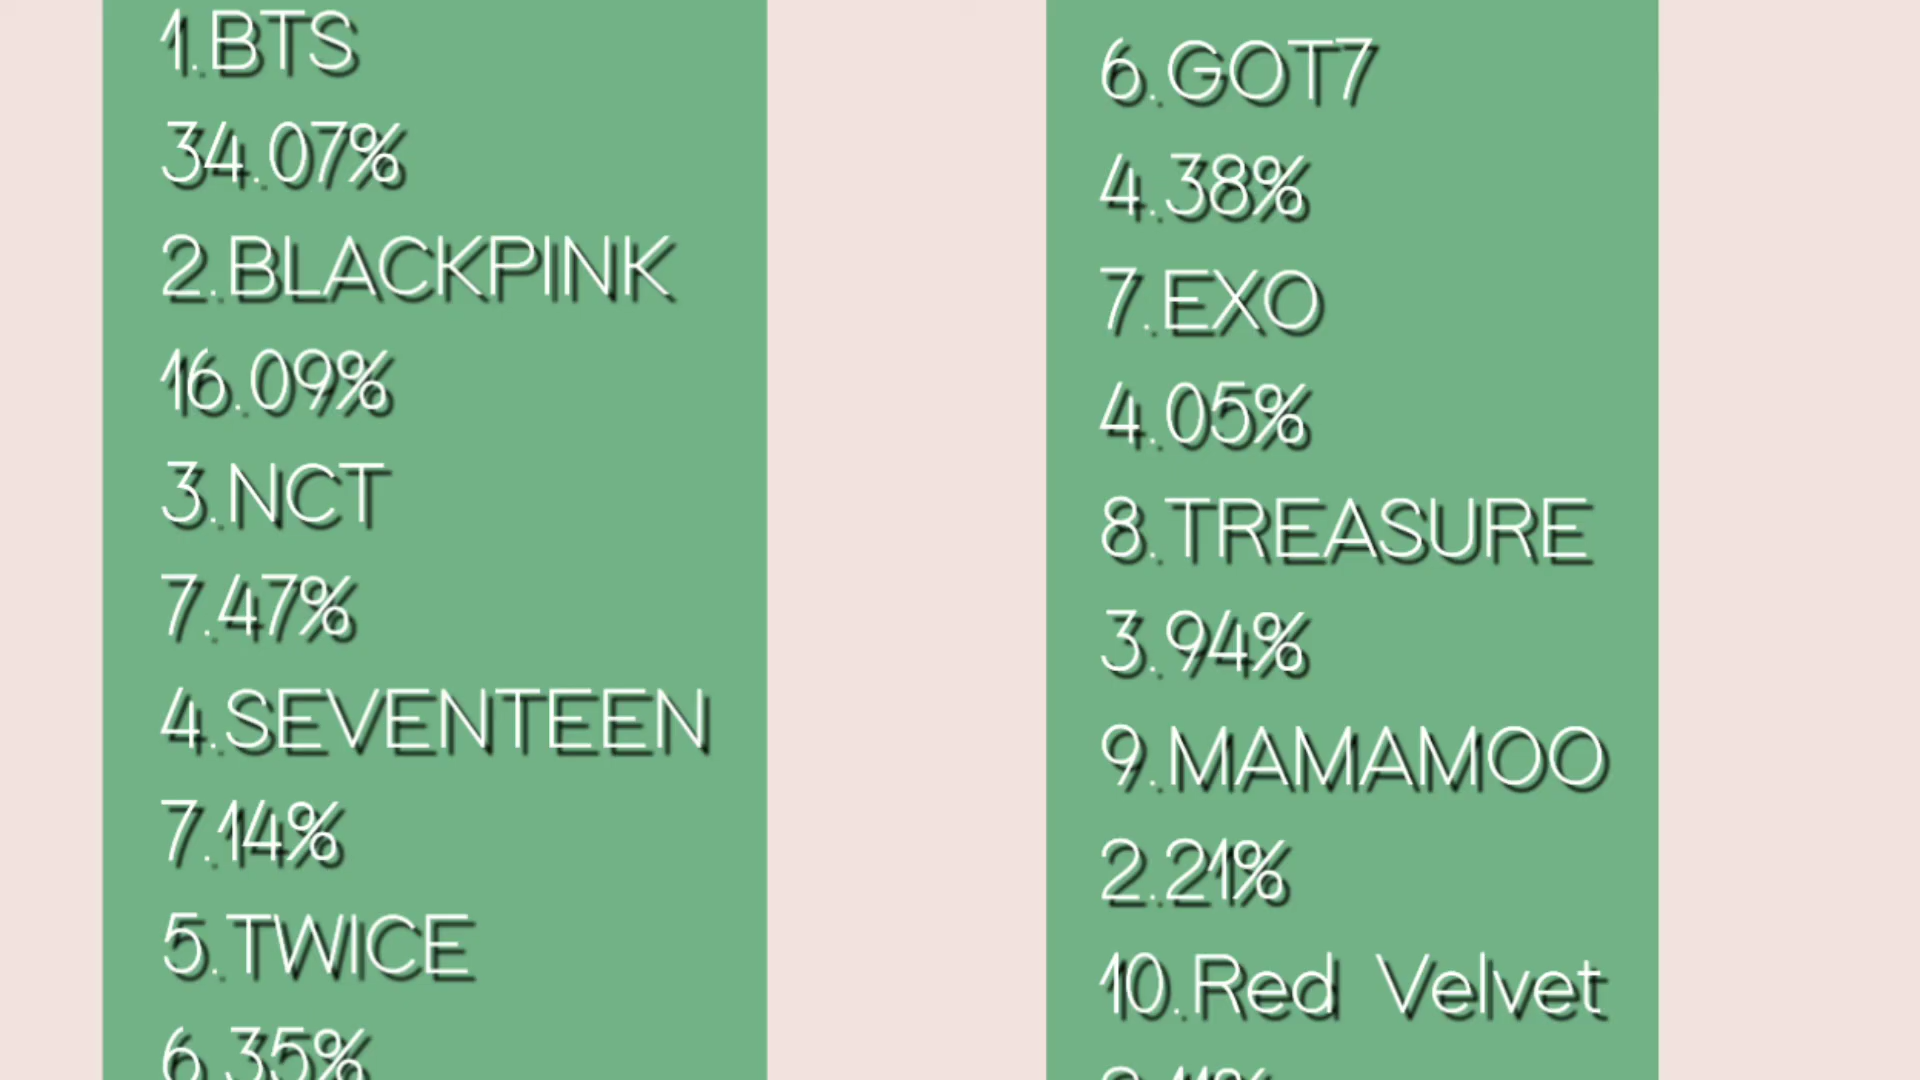 1.BTS
34.07%
2.BLACKPINK
16.09%
3.NCT
7.47%
4.SEVENTEEN
7.14%
5.TWICE
6.35%
6.GOT7
4.38%
7.EXO
4.05%
8.TREASURE
3.94%
9.MAMAMOO
2.21%
10.Red Velvet